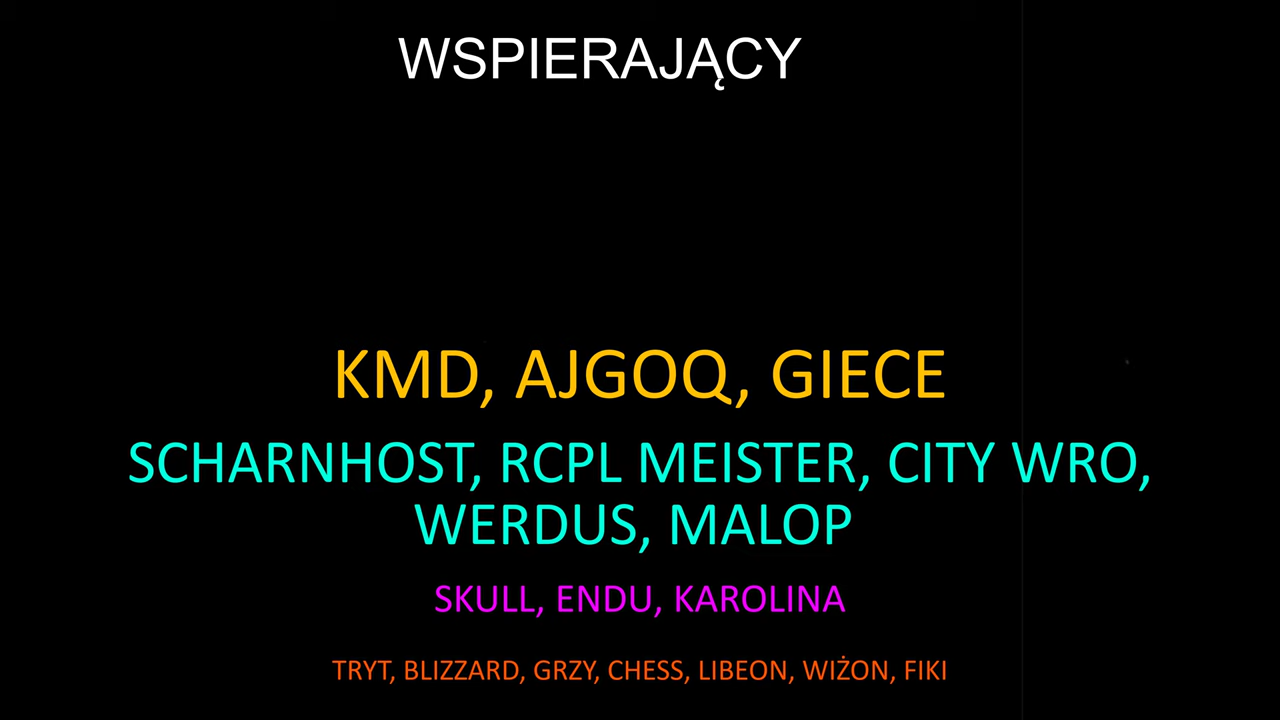 WSPIERAJĄCY
KMD, AJGOQ, GIECE
SCHARNHOST, RCPL MEISTER, CITY WRO,
WERDUS, MALOP
SKULL, ENDU, KAROLINA
TRYT, BLIZZARD, GRZY, CHESS, LIBEON, WIŻON, FIKI